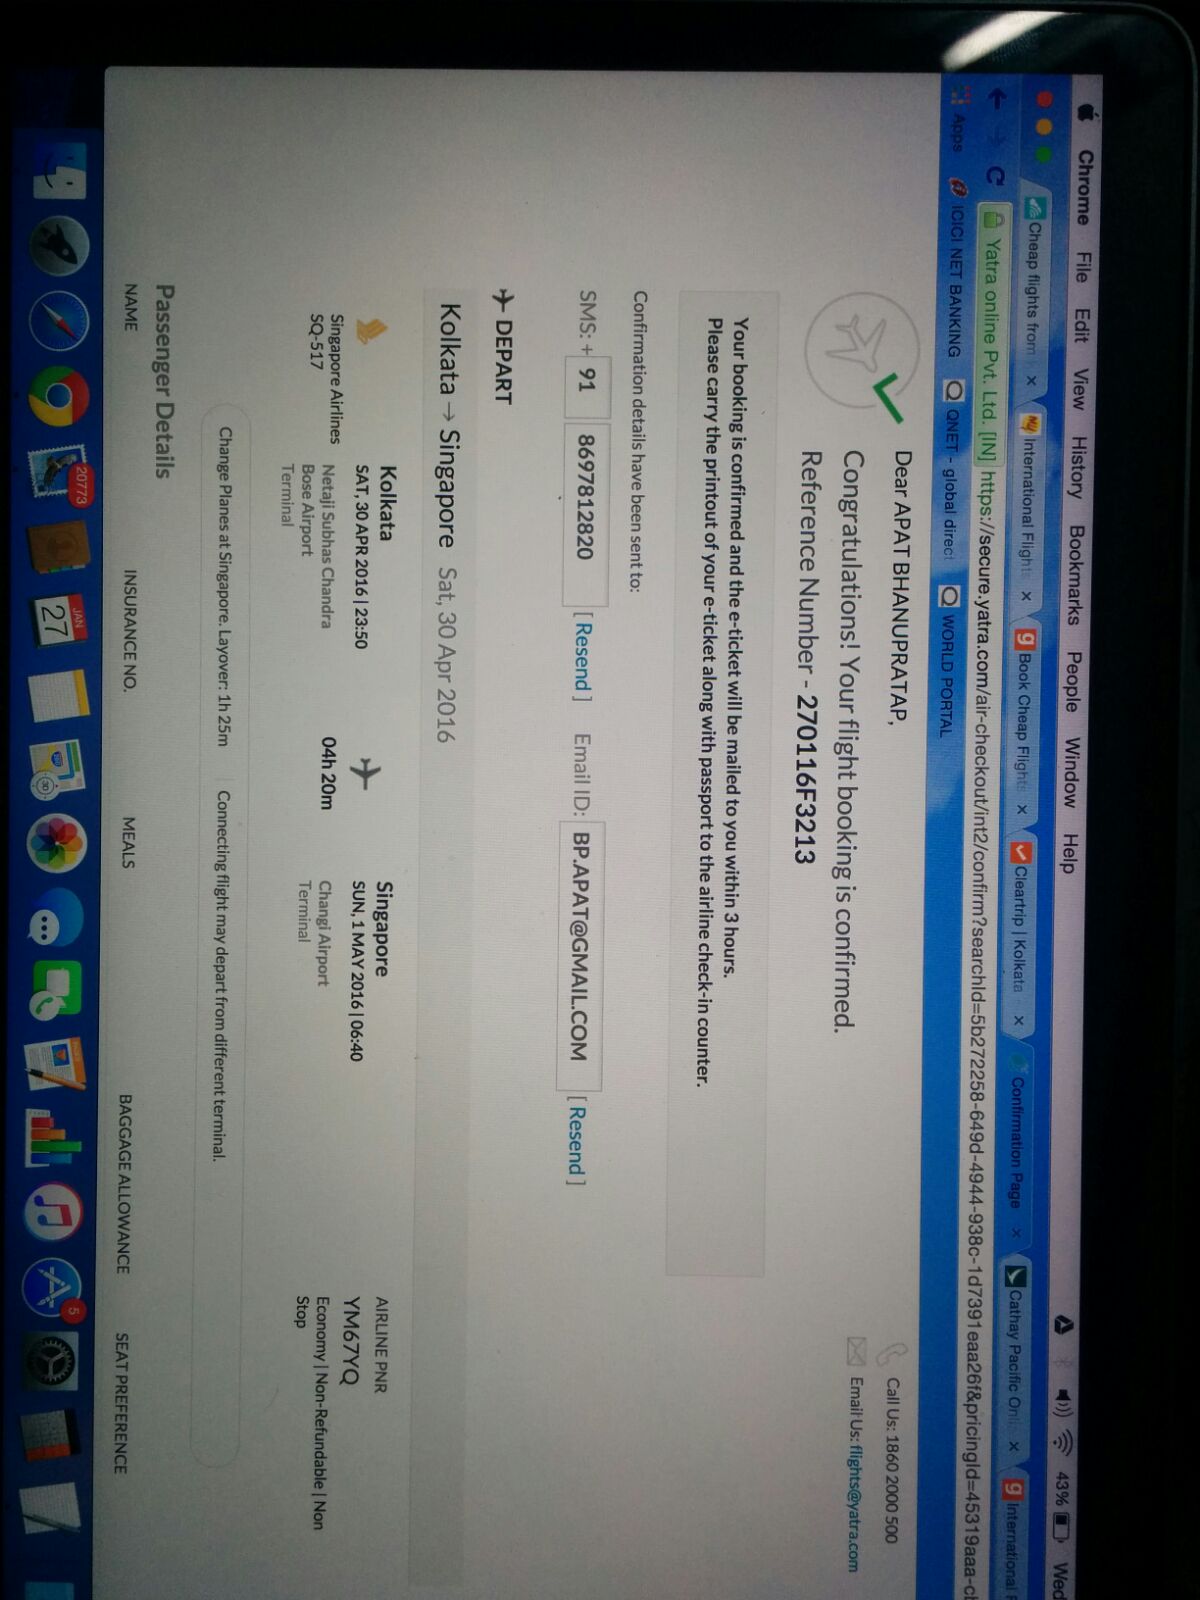 Chrome File Edit View History Bookmarks People Window Help 43% Wed
Cheap flights from × International Flights × Book Cheap Flights × Cleartrip | Kolkata × Confirmation Page × Cathay Pacific Onli × International F
Yatra online Pvt. Ltd. [IN] https://secure.yatra.com/air-checkout/int2/confirm?searchId=5b272258-649d-4944-938c-1d7391eaa26f&pricingId=45319aaa-cb
Apps ICICI NET BANKING QNET - global direct WORLD PORTAL
Dear APAT BHANUPRATAP,
Call Us: 1860 2000 500
Congratulations! Your flight booking is confirmed.
Email Us: flights@yatra.com
Reference Number - 270116F3213
Your booking is confirmed and the e-ticket will be mailed to you within 3 hours.
Please carry the printout of your e-ticket along with passport to the airline check-in counter.
Confirmation details have been sent to:
SMS: + 91 8697812820 [ Resend ] Email ID: BP.APAT@GMAIL.COM [ Resend ]
DEPART
Kolkata → Singapore Sat, 30 Apr 2016
Singapore Airlines
SQ-517
Kolkata
SAT, 30 APR 2016 | 23:50
Netaji Subhas Chandra
Bose Airport
Terminal
04h 20m
Singapore
SUN, 1 MAY 2016 | 06:40
Changi Airport
Terminal
AIRLINE PNR
YM67YQ
Economy | Non-Refundable | Non
Stop
Change Planes at Singapore. Layover: 1h 25m | Connecting flight may depart from different terminal.
Passenger Details
NAME INSURANCE NO. MEALS BAGGAGE ALLOWANCE SEAT PREFERENCE
20773
JAN
27
5